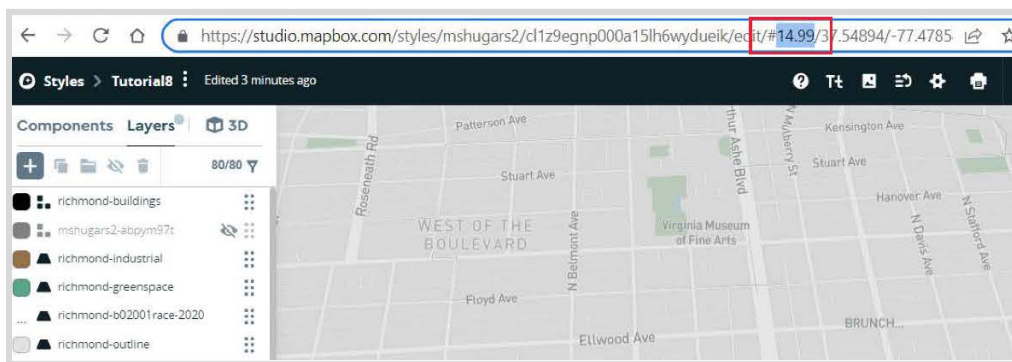 https://studio.mapbox.com/styles/mshugars2/cl1z9egnp000a15lh6wydueik/edit/#14.99/37.54894/-77.4785
Styles > Tutorial8 Edited 3 minutes ago
Components Layers 3D
80/80
richmond-buildings
mshugars2-abpym97t
richmond-industrial
richmond-greenspace
... richmond-b02001race-2020
richmond-outline
Patterson Ave
Roseneath Rd
Stuart Ave
WEST OF THE
BOULEVARD
N Belmont Ave
Floyd Ave
Ellwood Ave
thur Ashe Blvd
Virginia Museum
of Fine Arts
N Mulberry St
Kensington Ave
Stuart Ave
Hanover Ave
N Davis Ave
N Stafford Ave
BRUNCH...